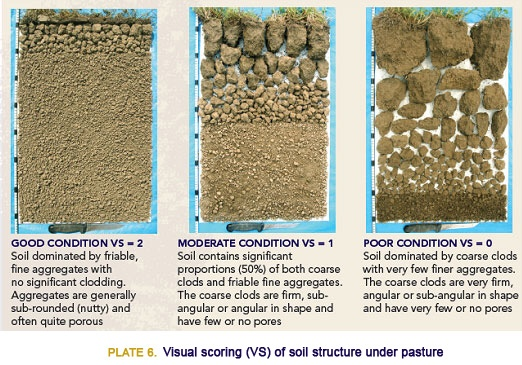 GOOD CONDITION VS = 2
Soil dominated by friable,
fine aggregates with
no significant clodding.
Aggregates are generally
sub-rounded (nutty) and
often quite porous
MODERATE CONDITION VS = 1
Soil contains significant
proportions (50%) of both coarse
clods and friable fine aggregates.
The coarse clods are firm, sub-
angular or angular in shape and
have few or no pores
POOR CONDITION VS = 0
Soil dominated by coarse clods
with very few finer aggregates.
The coarse clods are very firm,
angular or sub-angular in shape
and have very few or no pores
PLATE 6. Visual scoring (VS) of soil structure under pasture